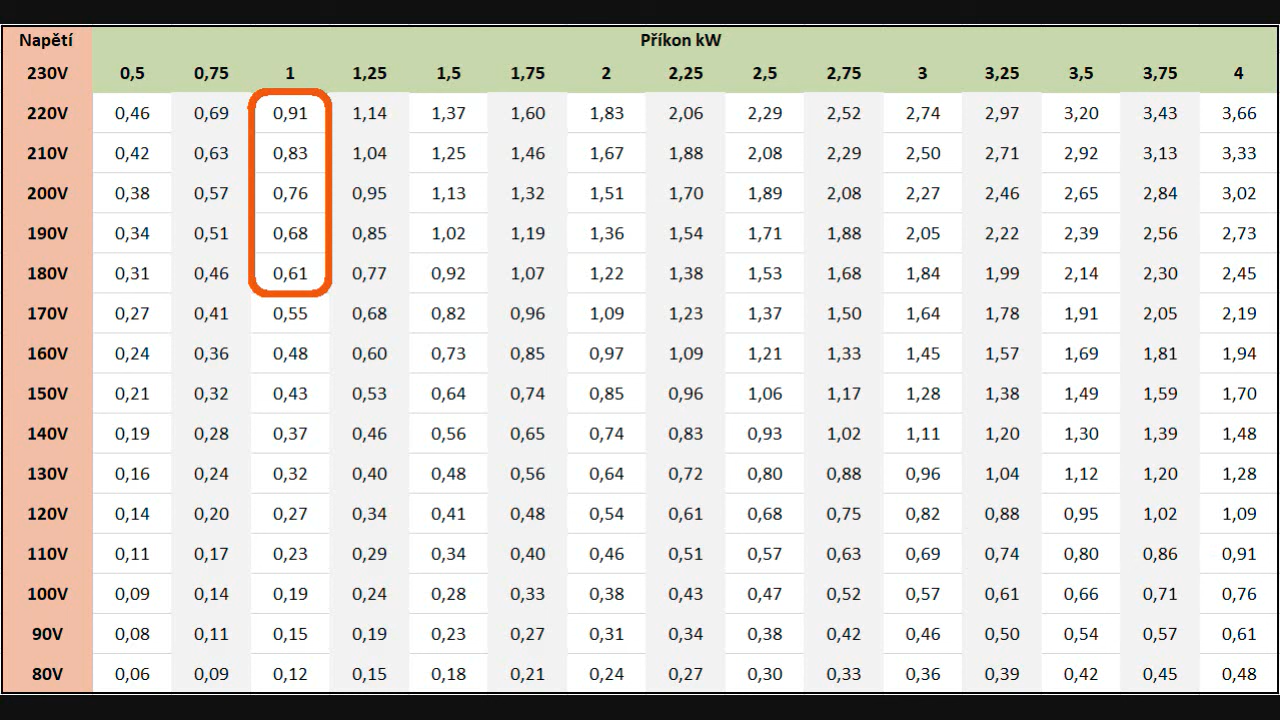 Napětí Příkon kW
230V 0,5 0,75 1 1,25 1,5 1,75 2 2,25 2,5 2,75 3 3,25 3,5 3,75 4
220V 0,46 0,69 0,91 1,14 1,37 1,60 1,83 2,06 2,29 2,52 2,74 2,97 3,20 3,43 3,66
210V 0,42 0,63 0,83 1,04 1,25 1,46 1,67 1,88 2,08 2,29 2,50 2,71 2,92 3,13 3,33
200V 0,38 0,57 0,76 0,95 1,13 1,32 1,51 1,70 1,89 2,08 2,27 2,46 2,65 2,84 3,02
190V 0,34 0,51 0,68 0,85 1,02 1,19 1,36 1,54 1,71 1,88 2,05 2,22 2,39 2,56 2,73
180V 0,31 0,46 0,61 0,77 0,92 1,07 1,22 1,38 1,53 1,68 1,84 1,99 2,14 2,30 2,45
170V 0,27 0,41 0,55 0,68 0,82 0,96 1,09 1,23 1,37 1,50 1,64 1,78 1,91 2,05 2,19
160V 0,24 0,36 0,48 0,60 0,73 0,85 0,97 1,09 1,21 1,33 1,45 1,57 1,69 1,81 1,94
150V 0,21 0,32 0,43 0,53 0,64 0,74 0,85 0,96 1,06 1,17 1,28 1,38 1,49 1,59 1,70
140V 0,19 0,28 0,37 0,46 0,56 0,65 0,74 0,83 0,93 1,02 1,11 1,20 1,30 1,39 1,48
130V 0,16 0,24 0,32 0,40 0,48 0,56 0,64 0,72 0,80 0,88 0,96 1,04 1,12 1,20 1,28
120V 0,14 0,20 0,27 0,34 0,41 0,48 0,54 0,61 0,68 0,75 0,82 0,88 0,95 1,02 1,09
110V 0,11 0,17 0,23 0,29 0,34 0,40 0,46 0,51 0,57 0,63 0,69 0,74 0,80 0,86 0,91
100V 0,09 0,14 0,19 0,24 0,28 0,33 0,38 0,43 0,47 0,52 0,57 0,61 0,66 0,71 0,76
90V 0,08 0,11 0,15 0,19 0,23 0,27 0,31 0,34 0,38 0,42 0,46 0,50 0,54 0,57 0,61
80V 0,06 0,09 0,12 0,15 0,18 0,21 0,24 0,27 0,30 0,33 0,36 0,39 0,42 0,45 0,48